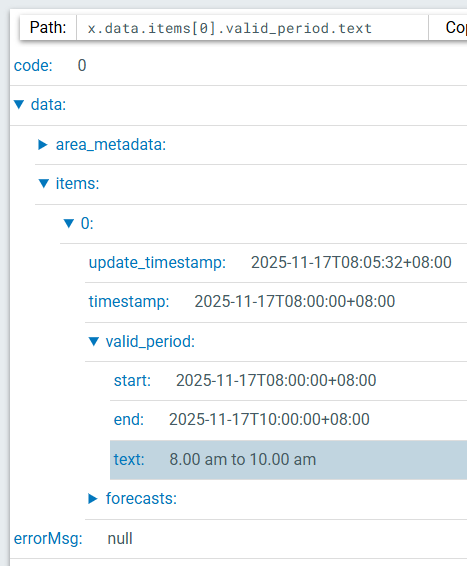 Path: x.data.items[0].valid_period.text
code: 0
data:
area_metadata:
items:
0:
update_timestamp: 2025-11-17T08:05:32+08:00
timestamp: 2025-11-17T08:00:00+08:00
valid_period:
start: 2025-11-17T08:00:00+08:00
end: 2025-11-17T10:00:00+08:00
text: 8.00 am to 10.00 am
forecasts:
errorMsg: null